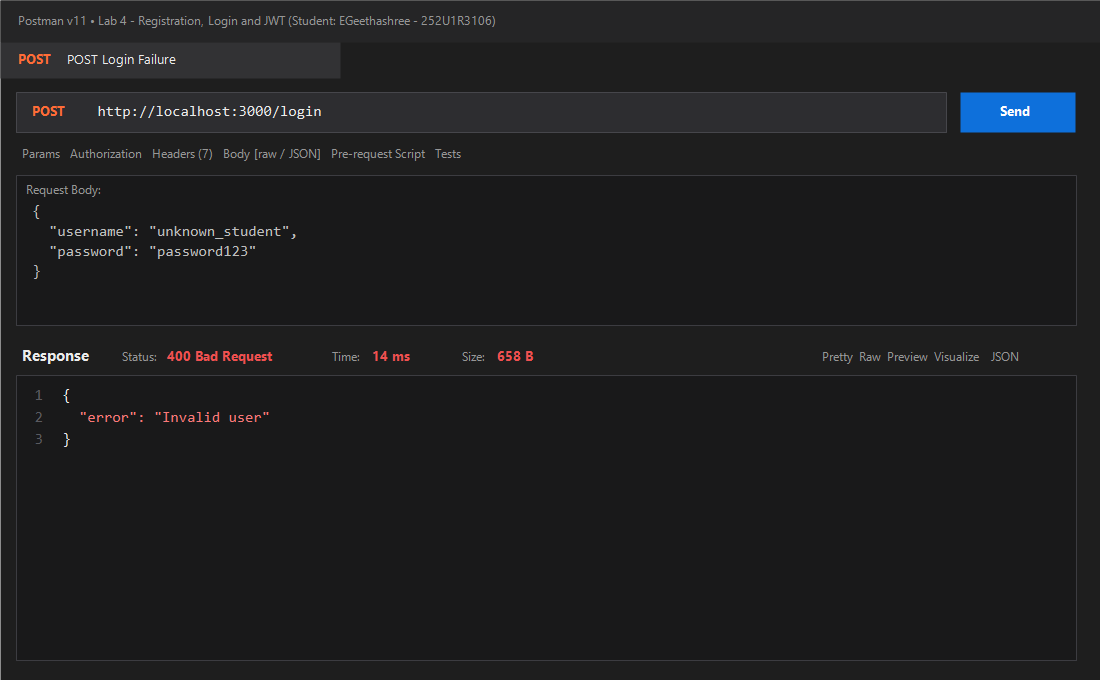 Postman v11 • Lab 4 - Registration, Login and JWT (Student: EGeethashree - 252U1R3106)
POST POST Login Failure
POST http://localhost:3000/login Send
Params Authorization Headers (7) Body [raw / JSON] Pre-request Script Tests
Request Body:
{
  "username": "unknown_student",
  "password": "password123"
}
Response Status: 400 Bad Request Time: 14 ms Size: 658 B Pretty Raw Preview Visualize JSON
1 {
2   "error": "Invalid user"
3 }